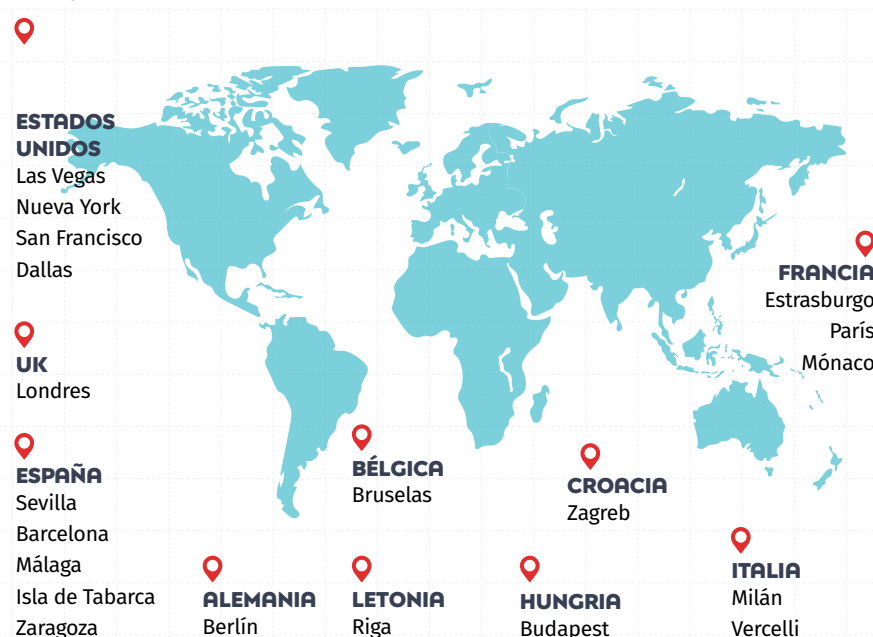 ESTADOS
UNIDOS
Las Vegas
Nueva York
San Francisco
Dallas
UK
Londres
ESPAÑA
Sevilla
Barcelona
Málaga
Isla de Tabarca
Zaragoza
ALEMANIA
Berlín
BÉLGICA
Bruselas
LETONIA
Riga
HUNGRIA
Budapest
CROACIA
Zagreb
ITALIA
Milán
Vercelli
FRANCIA
Estrasburgo
París
Mónaco